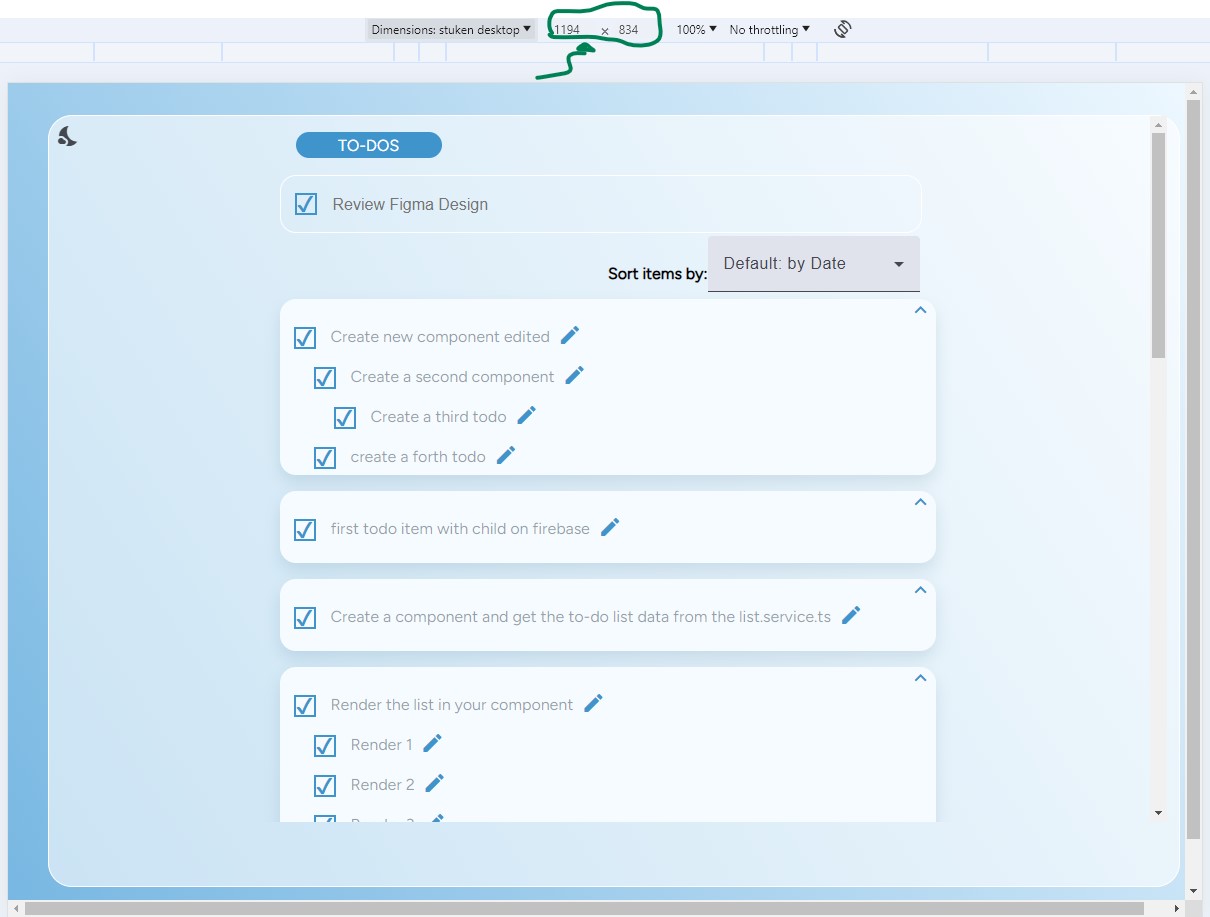 Dimensions: stuken desktop 1194 x 834 100% No throttling
TO-DOS
Review Figma Design
Sort items by: Default: by Date
Create new component edited
Create a second component
Create a third todo
create a forth todo
first todo item with child on firebase
Create a component and get the to-do list data from the list.service.ts
Render the list in your component
Render 1
Render 2